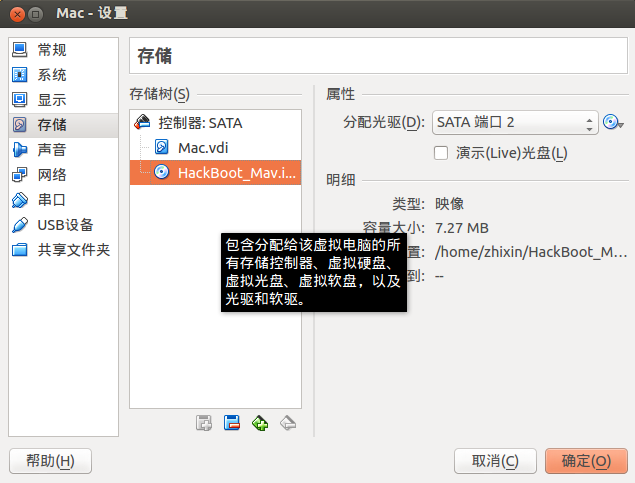 Mac - 设置
常规
系统
显示
存储
声音
网络
串口
USB设备
共享文件夹
存储
存储树(S)
控制器: SATA
Mac.vdi
HackBoot_Mav.i...
包含分配给该虚拟电脑的所
有存储控制器、虚拟硬盘、
虚拟光盘、虚拟软盘，以及
光驱和软驱。
属性
分配光驱(D): SATA 端口 2
演示(Live)光盘(L)
明细
类型: 映像
容量大小: 7.27 MB
置: /home/zhixin/HackBoot_M...
到: --
帮助(H)
取消(C)
确定(O)